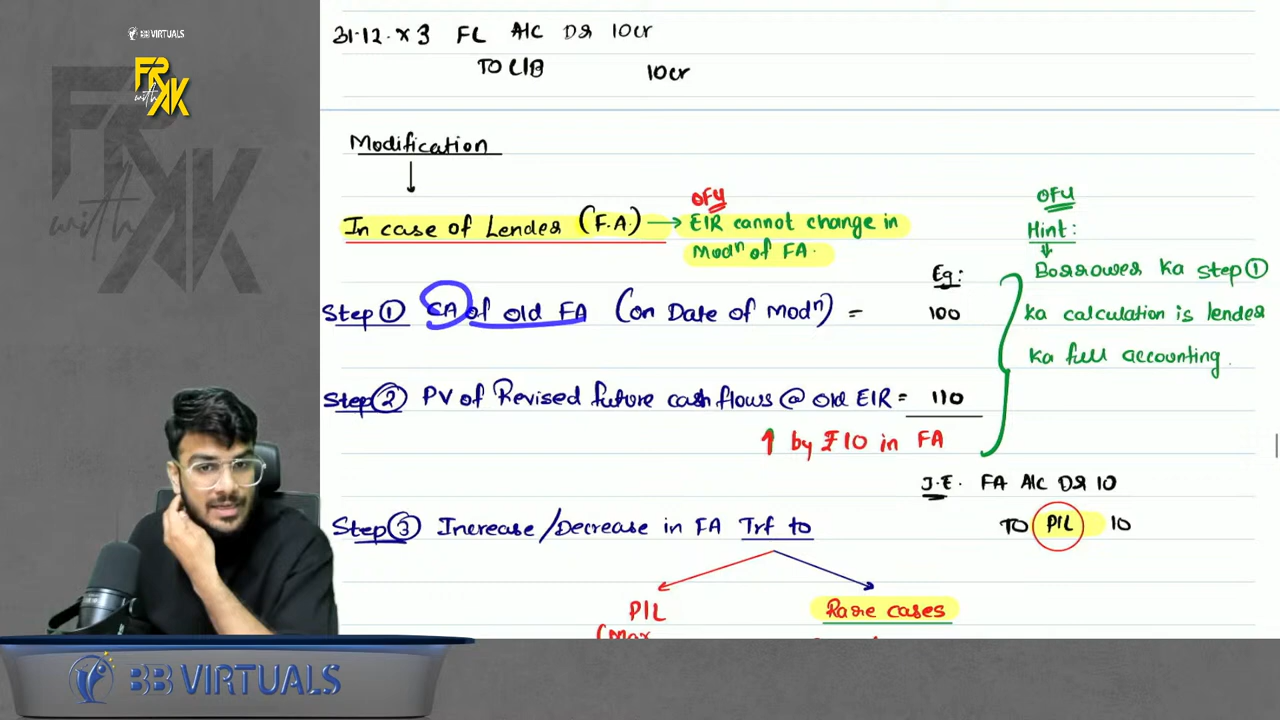 BB VIRTUALS
FR with AK
31.12.x3 FL A/C DR 10cr
TO L/B 10cr
Modification
In case of Lender (F.A.) → EIR cannot change in
Modⁿ of FA.
OFU
OFU
Hint:
Borrower ka step ①
ka calculation is lender
ka full accounting.
Eg:
Step ① CA of old FA (on Date of Modⁿ) = 100
Step ② PV of Revised future cash flows @ old EIR = 110
↑ by ₹10 in FA
J.E. FA A/C DR 10
TO P/L 10
Step ③ Increase/Decrease in FA Trf to
P/L
Rare cases
(Max
BB VIRTUALS